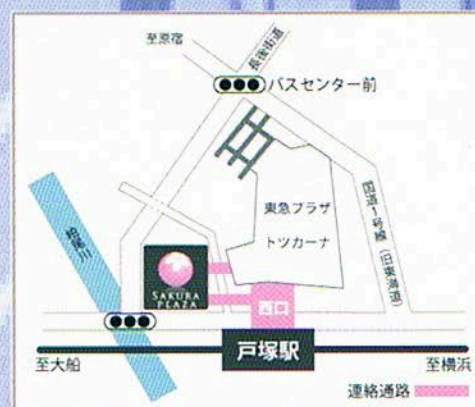 至原宿
長後街道
バスセンター前
東急プラザ
トツカーナ
国道1号線(旧東海道)
柏尾川
SAKURA
PLAZA
西口
戸塚駅
至大船
至横浜
連絡通路